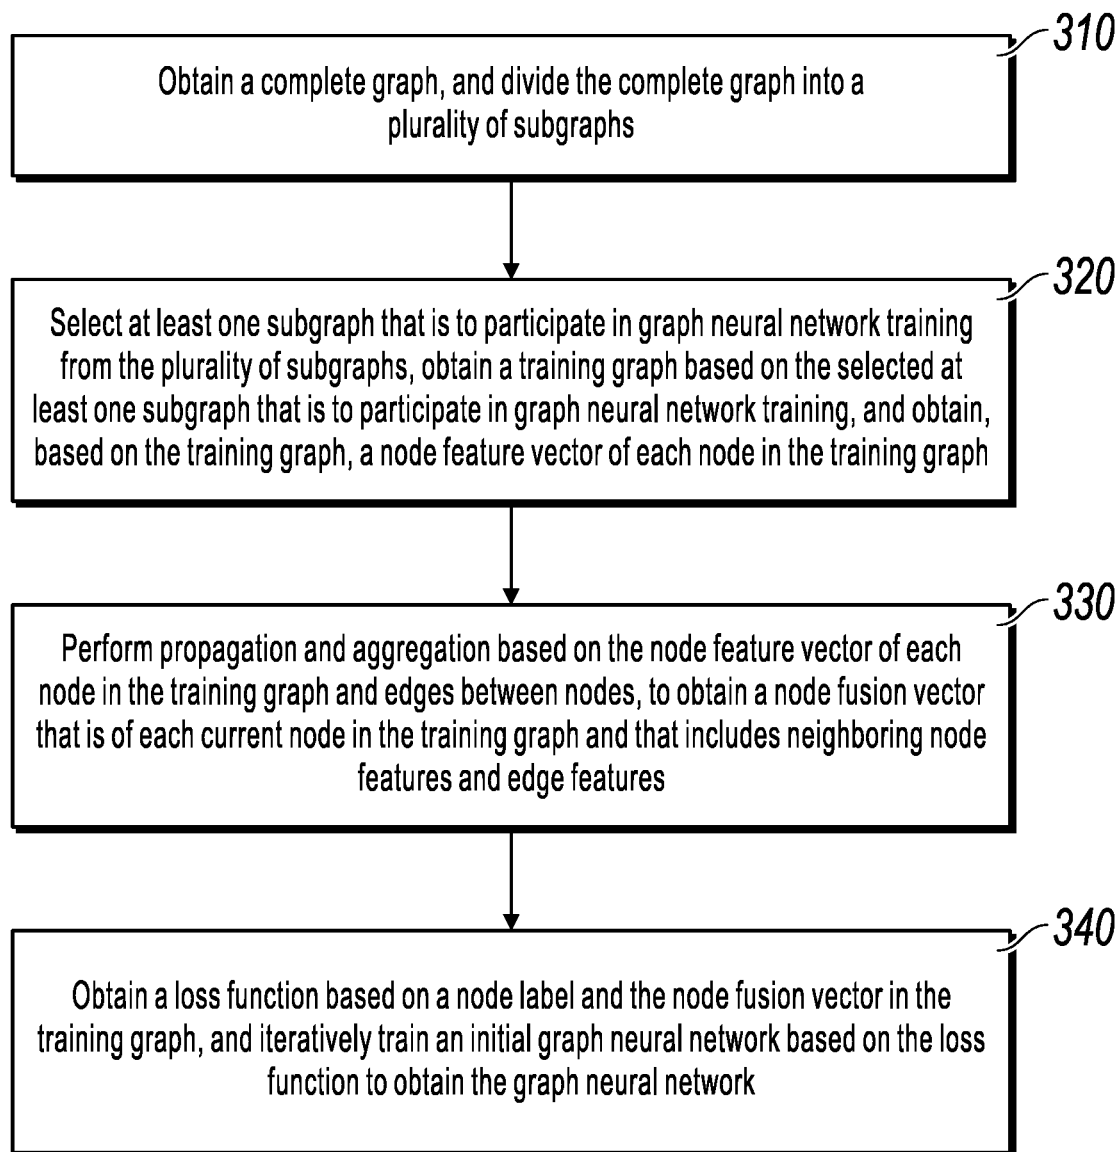 310
Obtain a complete graph, and divide the complete graph into a
plurality of subgraphs
320
Select at least one subgraph that is to participate in graph neural network training
from the plurality of subgraphs, obtain a training graph based on the selected at
least one subgraph that is to participate in graph neural network training, and obtain,
based on the training graph, a node feature vector of each node in the training graph
330
Perform propagation and aggregation based on the node feature vector of each
node in the training graph and edges between nodes, to obtain a node fusion vector
that is of each current node in the training graph and that includes neighboring node
features and edge features
340
Obtain a loss function based on a node label and the node fusion vector in the
training graph, and iteratively train an initial graph neural network based on the loss
function to obtain the graph neural network